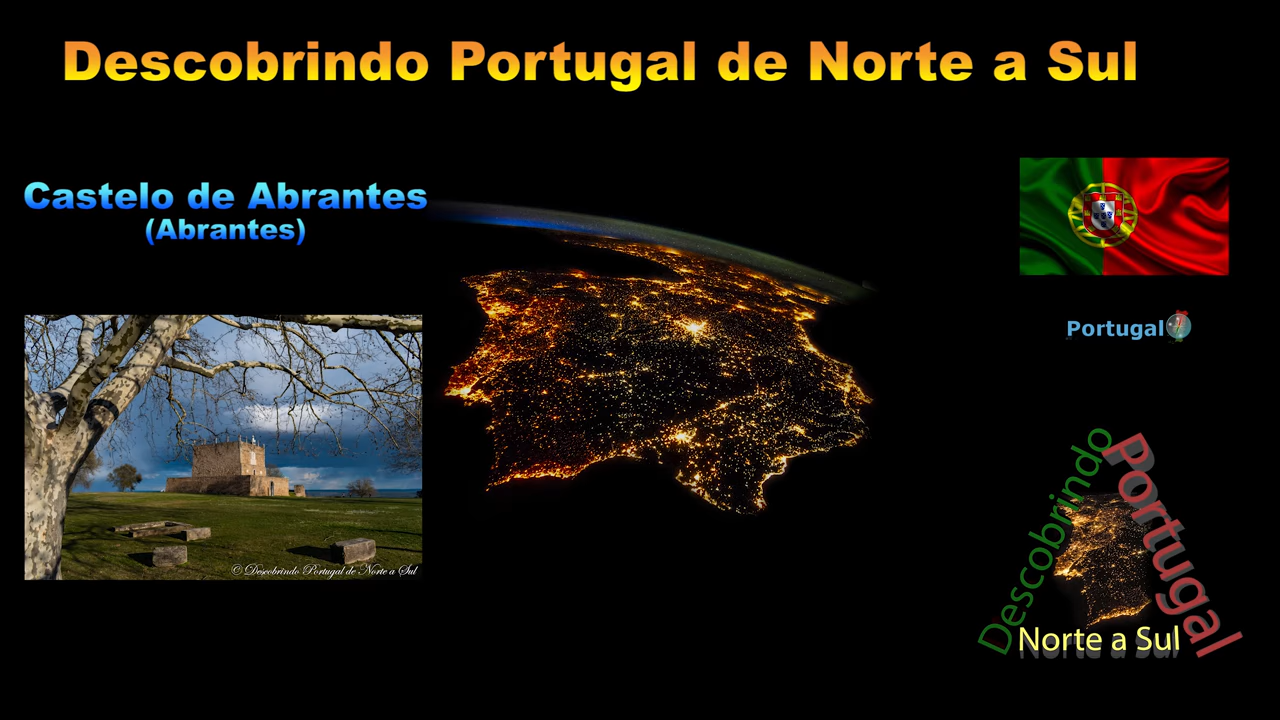 Descobrindo Portugal de Norte a Sul
Castelo de Abrantes
(Abrantes)
Portugal
© Descobrindo Portugal de Norte a Sul
Descobrindo
Portugal
Norte a Sul